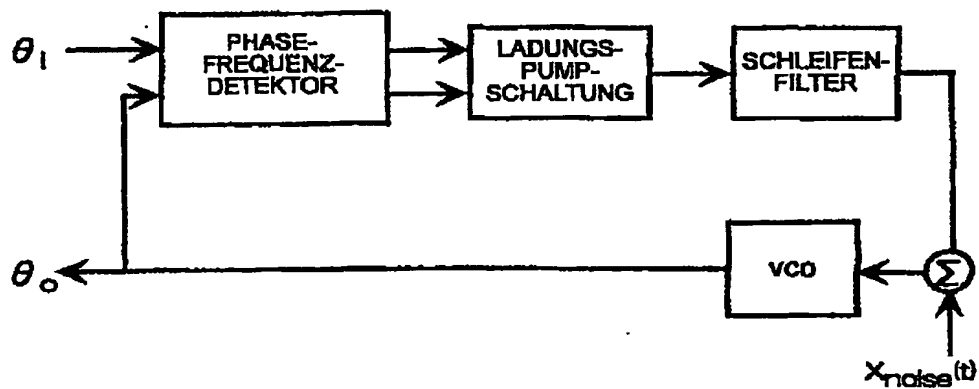 θI
PHASE-
FREQUENZ-
DETEKTOR
LADUNGS-
PUMP-
SCHALTUNG
SCHLEIFEN-
FILTER
θo
VCO
Σ
Xnoise(t)